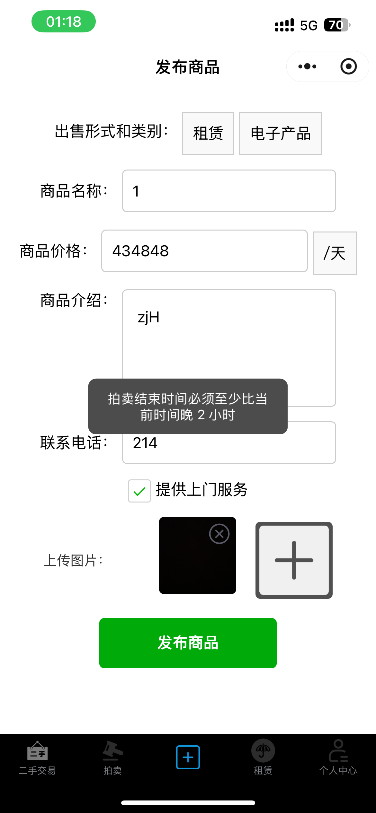 01:18
5G 70
发布商品
出售形式和类别： 租赁 电子产品
商品名称： 1
商品价格： 434848 /天
商品介绍： zjH
拍卖结束时间必须至少比当
前时间晚 2 小时
联系电话： 214
提供上门服务
上传图片：
发布商品
二手
二手交易 拍卖 租赁 个人中心